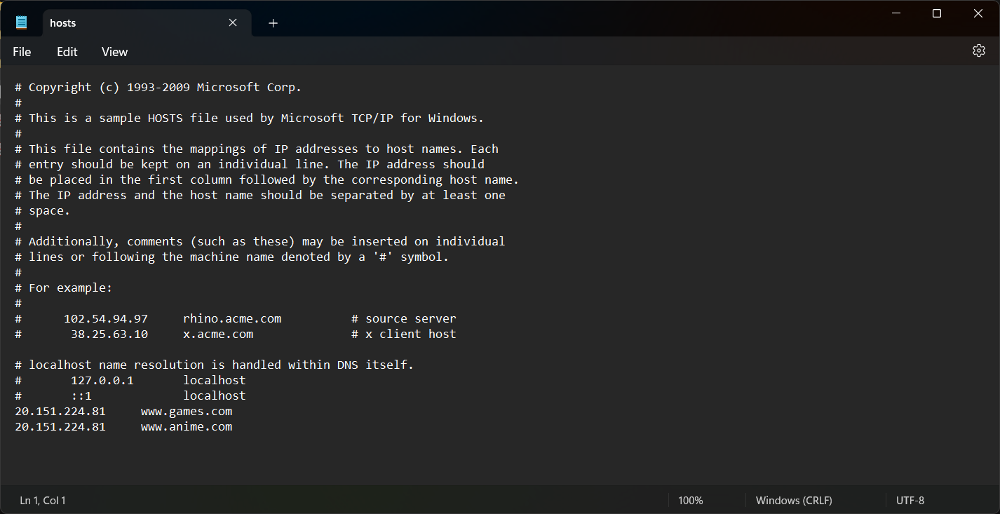 hosts
File Edit View
# Copyright (c) 1993-2009 Microsoft Corp.
#
# This is a sample HOSTS file used by Microsoft TCP/IP for Windows.
#
# This file contains the mappings of IP addresses to host names. Each
# entry should be kept on an individual line. The IP address should
# be placed in the first column followed by the corresponding host name.
# The IP address and the host name should be separated by at least one
# space.
#
# Additionally, comments (such as these) may be inserted on individual
# lines or following the machine name denoted by a '#' symbol.
#
# For example:
#
#      102.54.94.97     rhino.acme.com          # source server
#       38.25.63.10     x.acme.com              # x client host

# localhost name resolution is handled within DNS itself.
#       127.0.0.1       localhost
#       ::1             localhost
20.151.224.81     www.games.com
20.151.224.81     www.anime.com
Ln 1, Col 1 100% Windows (CRLF) UTF-8